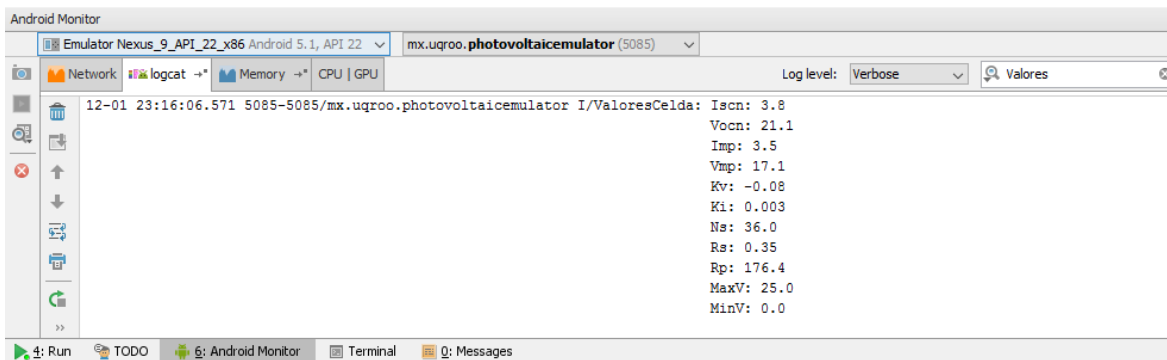 Android Monitor
Emulator Nexus_9_API_22_x86 Android 5.1, API 22 mx.uqroo.photovoltaicemulator (5085)
Network logcat Memory CPU | GPU Log level: Verbose Valores
12-01 23:16:06.571 5085-5085/mx.uqroo.photovoltaicemulator I/ValoresCelda: Iscn: 3.8
Vocn: 21.1
Imp: 3.5
Vmp: 17.1
Kv: -0.08
Ki: 0.003
Ns: 36.0
Rs: 0.35
Rp: 176.4
MaxV: 25.0
MinV: 0.0
4: Run TODO 6: Android Monitor Terminal 0: Messages